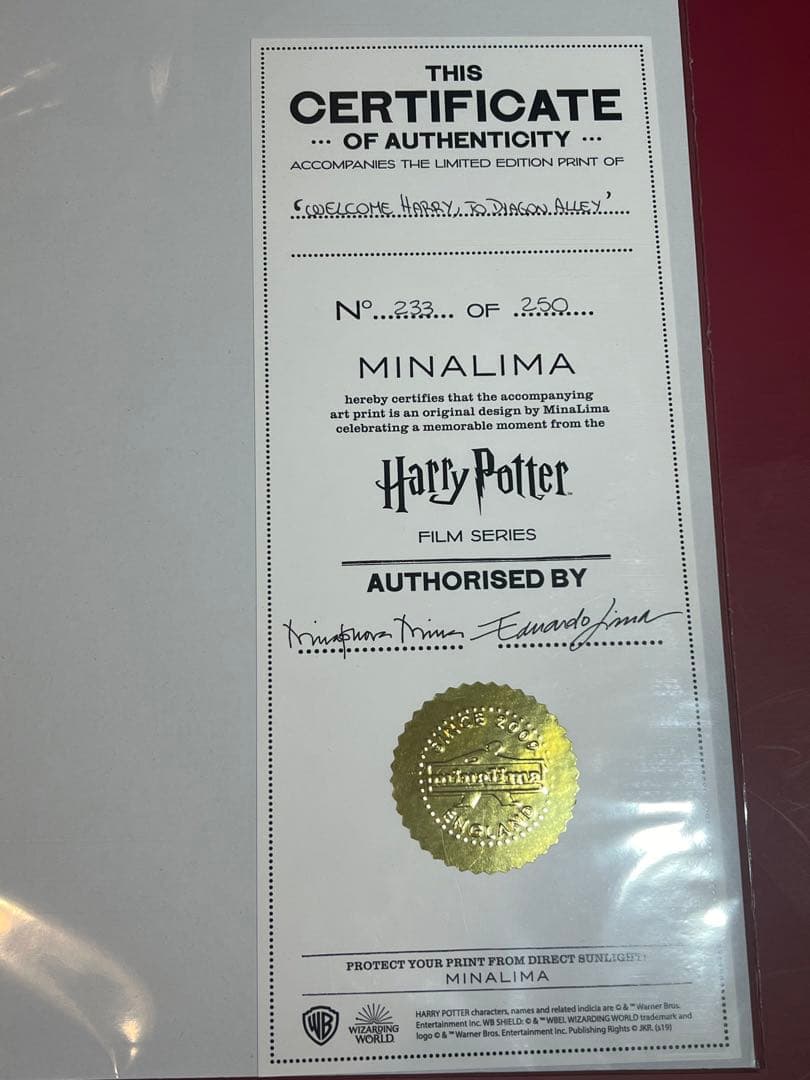 THIS
CERTIFICATE
... OF AUTHENTICITY ...
ACCOMPANIES THE LIMITED EDITION PRINT OF
'WELCOME HARRY, TO DIAGON ALLEY'
Nº...233... OF .250....
MINALIMA
hereby certifies that the accompanying
art print is an original design by MinaLima
celebrating a memorable moment from the
Harry Potter™
FILM SERIES
AUTHORISED BY
Miraphora Mina Eduardo Lima
SINCE 2009
minalima
ENGLAND
PROTECT YOUR PRINT FROM DIRECT SUNLIGHT!
MINALIMA
WB
WIZARDING
WORLD
HARRY POTTER characters, names and related indicia are © & ™ Warner Bros.
Entertainment Inc. WB SHIELD: © & ™ WBEI. WIZARDING WORLD trademark and
logo © & ™ Warner Bros. Entertainment Inc. Publishing Rights © JKR. (s19)